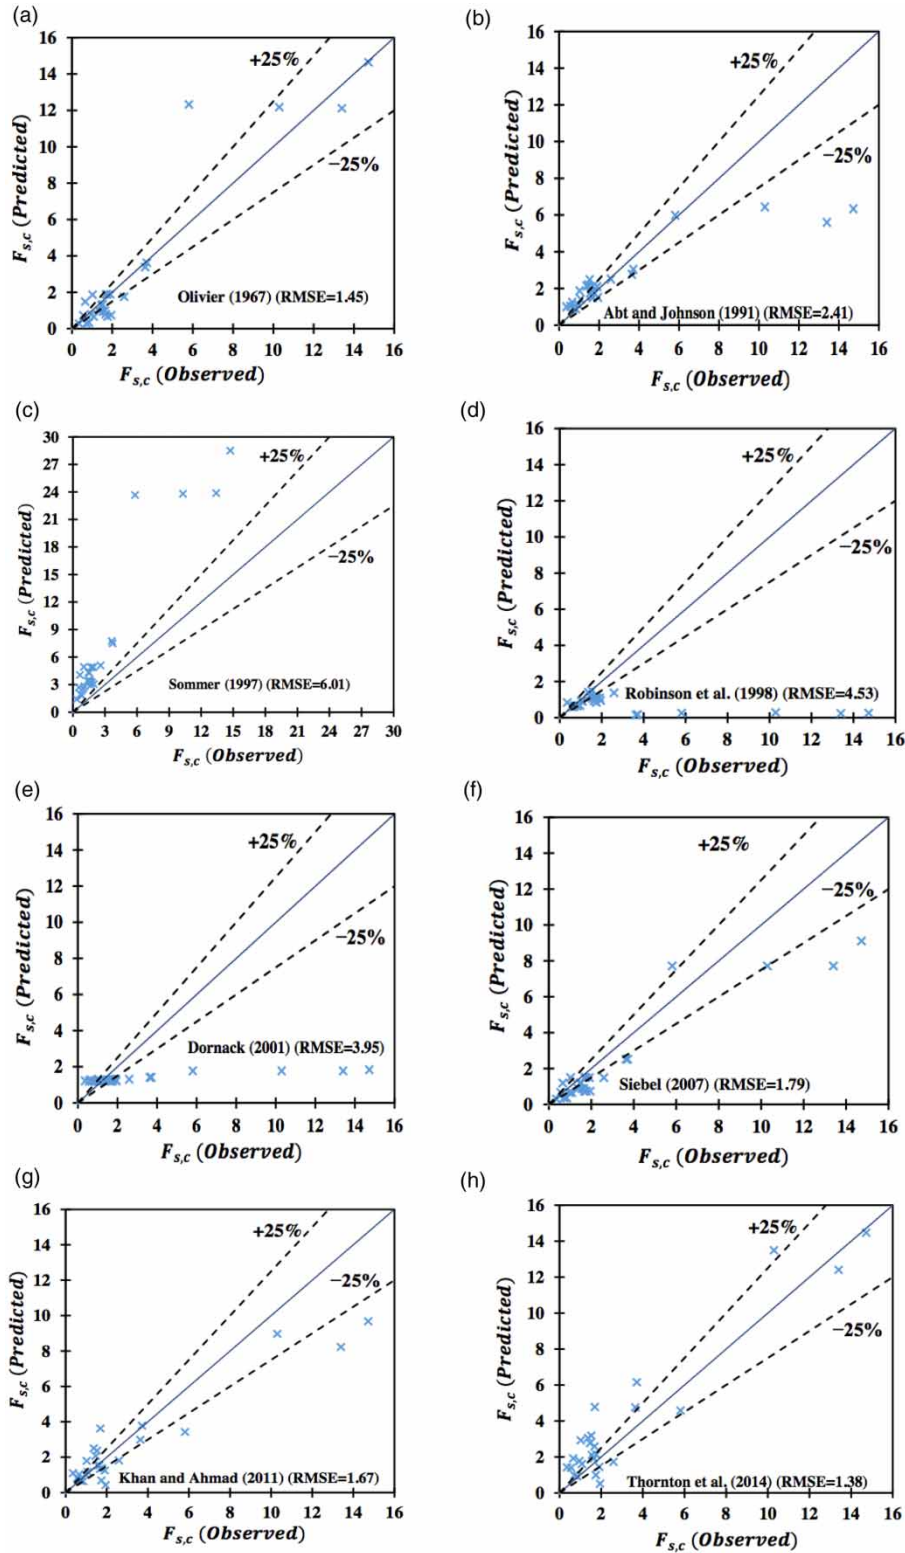 (a)
16
14
12
10
8
6
4
2
0
F_{s,c} (Predicted)
+25%
−25%
Olivier (1967) (RMSE=1.45)
0 2 4 6 8 10 12 14 16
F_{s,c} (Observed)
(b)
16
14
12
10
8
6
4
2
0
F_{s,c} (Predicted)
+25%
−25%
Abt and Johnson (1991) (RMSE=2.41)
0 2 4 6 8 10 12 14 16
F_{s,c} (Observed)
(c)
30
27
24
21
18
15
12
9
6
3
0
F_{s,c} (Predicted)
+25%
−25%
Sommer (1997) (RMSE=6.01)
0 3 6 9 12 15 18 21 24 27 30
F_{s,c} (Observed)
(d)
16
14
12
10
8
6
4
2
0
F_{s,c} (Predicted)
+25%
−25%
Robinson et al. (1998) (RMSE=4.53)
0 2 4 6 8 10 12 14 16
F_{s,c} (Observed)
(e)
16
14
12
10
8
6
4
2
0
F_{s,c} (Predicted)
+25%
−25%
Dornack (2001) (RMSE=3.95)
0 2 4 6 8 10 12 14 16
F_{s,c} (Observed)
(f)
16
14
12
10
8
6
4
2
0
F_{s,c} (Predicted)
+25%
−25%
Siebel (2007) (RMSE=1.79)
0 2 4 6 8 10 12 14 16
F_{s,c} (Observed)
(g)
16
14
12
10
8
6
4
2
0
F_{s,c} (Predicted)
+25%
−25%
Khan and Ahmad (2011) (RMSE=1.67)
0 2 4 6 8 10 12 14 16
F_{s,c} (Observed)
(h)
16
14
12
10
8
6
4
2
0
F_{s,c} (Predicted)
+25%
−25%
Thornton et al. (2014) (RMSE=1.38)
0 2 4 6 8 10 12 14 16
F_{s,c} (Observed)